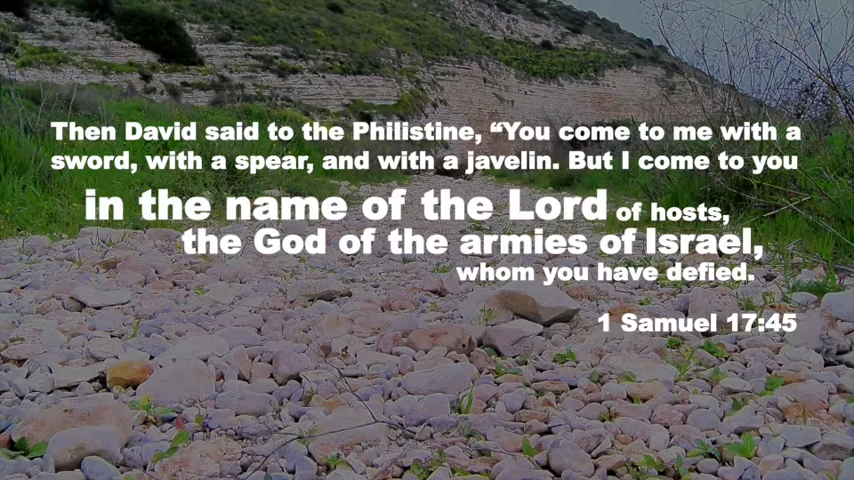 Then David said to the Philistine, “You come to me with a
sword, with a spear, and with a javelin. But I come to you
in the name of the Lord of hosts,
the God of the armies of Israel,
whom you have defied.
1 Samuel 17:45